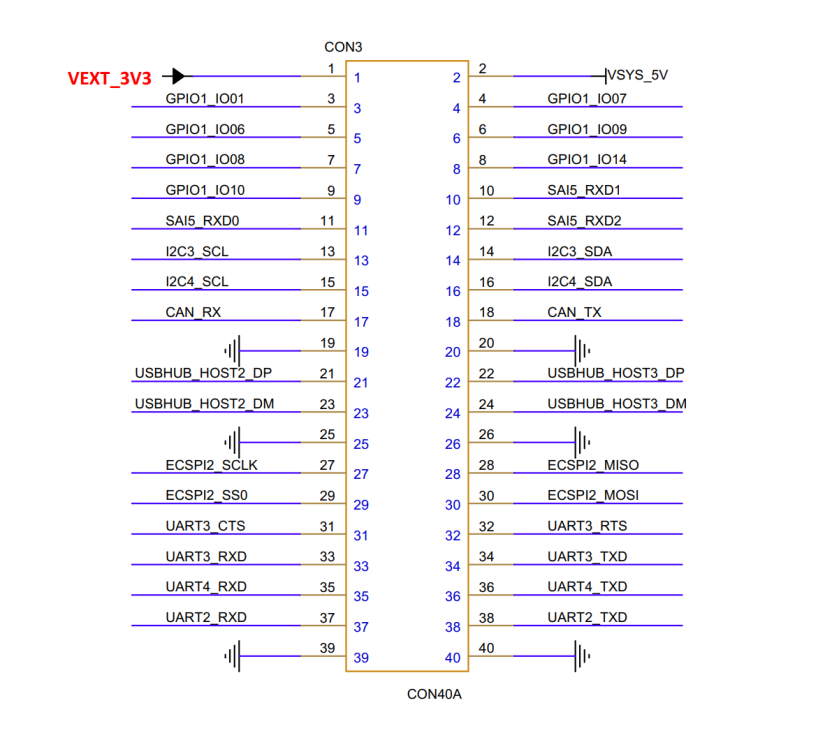 CON3
VEXT_3V3 1 1 2 2 VSYS_5V
GPIO1_IO01 3 3 4 4 GPIO1_IO07
GPIO1_IO06 5 5 6 6 GPIO1_IO09
GPIO1_IO08 7 7 8 8 GPIO1_IO14
GPIO1_IO10 9 9 10 10 SAI5_RXD1
SAI5_RXD0 11 11 12 12 SAI5_RXD2
I2C3_SCL 13 13 14 14 I2C3_SDA
I2C4_SCL 15 15 16 16 I2C4_SDA
CAN_RX 17 17 18 18 CAN_TX
19 19 20 20
USBHUB_HOST2_DP 21 21 22 22 USBHUB_HOST3_DP
USBHUB_HOST2_DM 23 23 24 24 USBHUB_HOST3_DM
25 25 26 26
ECSPI2_SCLK 27 27 28 28 ECSPI2_MISO
ECSPI2_SS0 29 29 30 30 ECSPI2_MOSI
UART3_CTS 31 31 32 32 UART3_RTS
UART3_RXD 33 33 34 34 UART3_TXD
UART4_RXD 35 35 36 36 UART4_TXD
UART2_RXD 37 37 38 38 UART2_TXD
39 39 40 40
CON40A